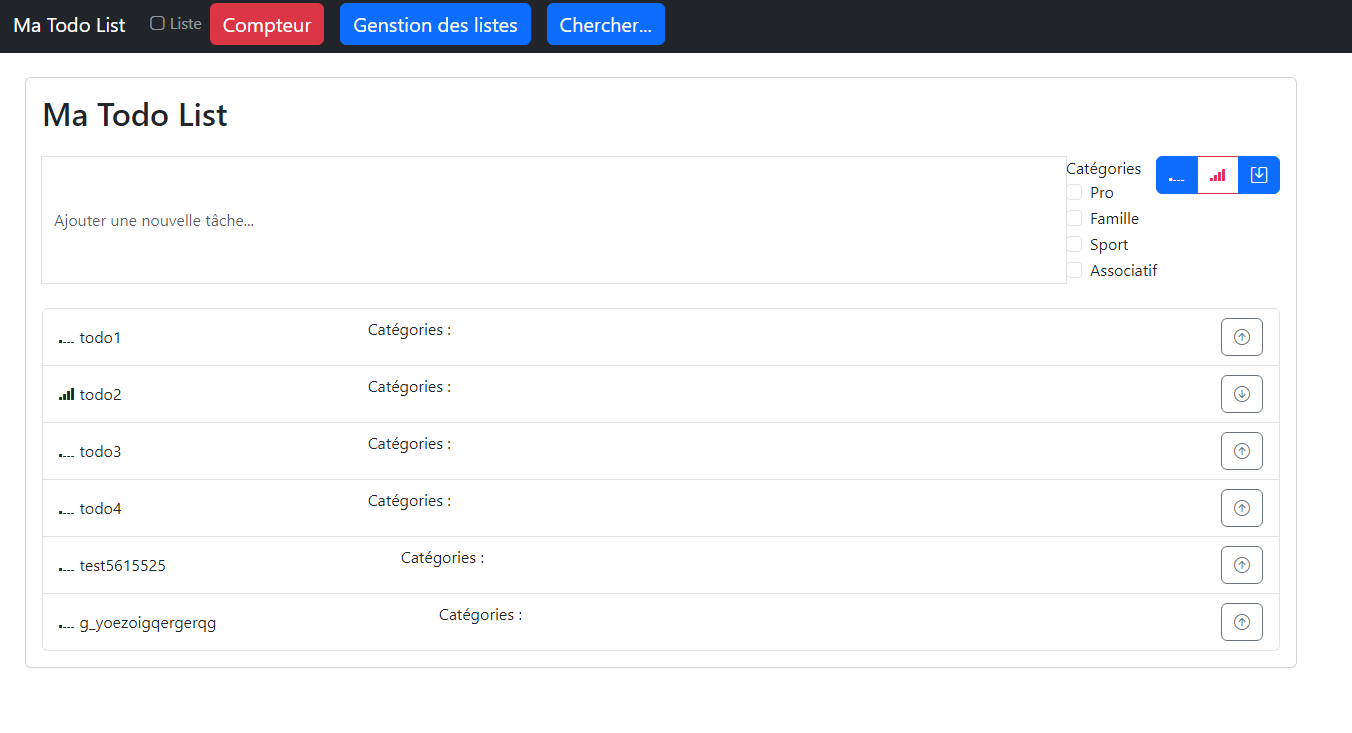 Ma Todo List Liste Compteur Genstion des listes Chercher...
Ma Todo List
Ajouter une nouvelle tâche...
Catégories
Pro
Famille
Sport
Associatif
todo1 Catégories :
todo2 Catégories :
todo3 Catégories :
todo4 Catégories :
test5615525 Catégories :
g_yoezoigqergerqg Catégories :